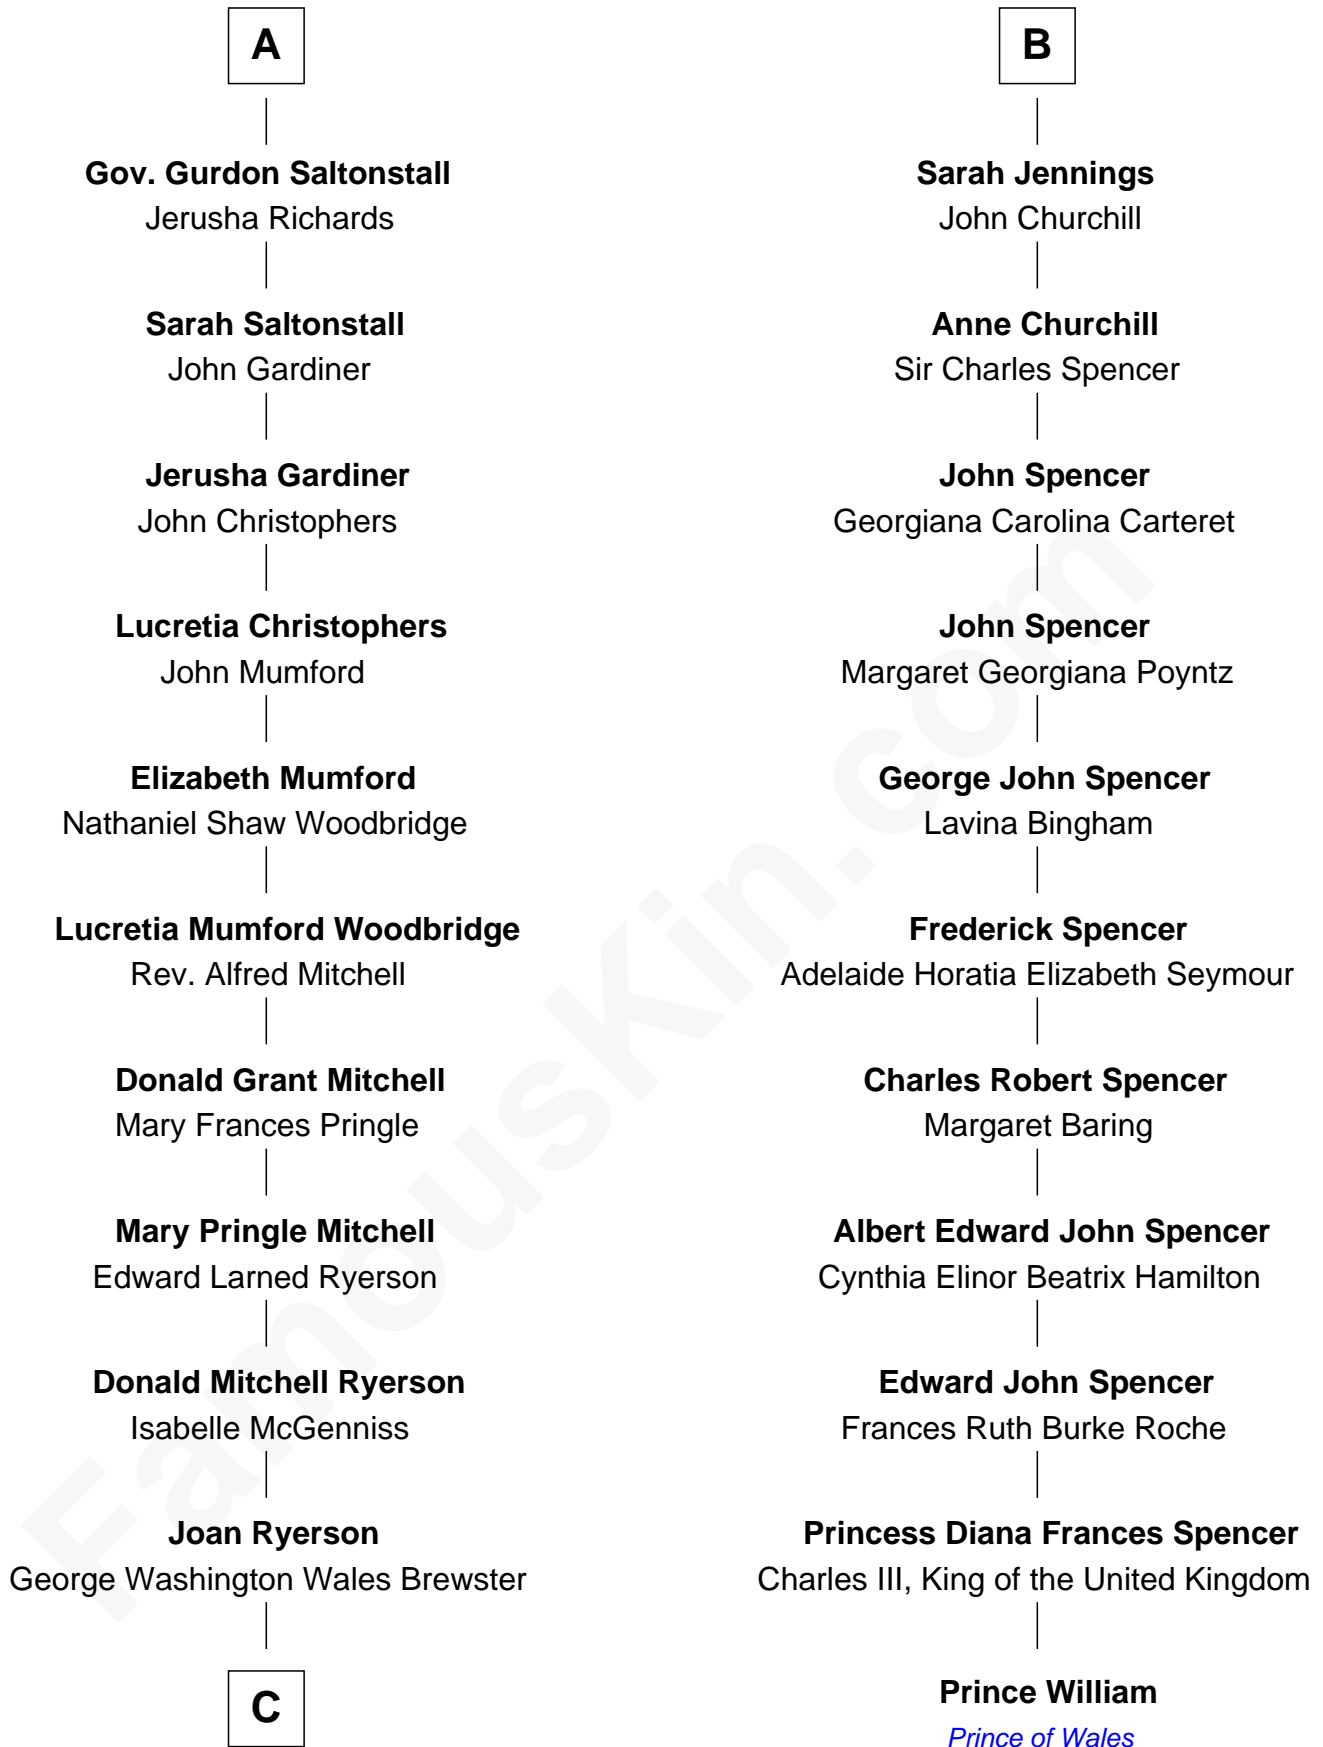 A
Gov. Gurdon Saltonstall
Jerusha Richards
Sarah Saltonstall
John Gardiner
Jerusha Gardiner
John Christophers
Lucretia Christophers
John Mumford
Elizabeth Mumford
Nathaniel Shaw Woodbridge
Lucretia Mumford Woodbridge
Rev. Alfred Mitchell
Donald Grant Mitchell
Mary Frances Pringle
Mary Pringle Mitchell
Edward Larned Ryerson
Donald Mitchell Ryerson
Isabelle McGenniss
Joan Ryerson
George Washington Wales Brewster
C
B
Sarah Jennings
John Churchill
Anne Churchill
Sir Charles Spencer
John Spencer
Georgiana Carolina Carteret
John Spencer
Margaret Georgiana Poyntz
George John Spencer
Lavina Bingham
Frederick Spencer
Adelaide Horatia Elizabeth Seymour
Charles Robert Spencer
Margaret Baring
Albert Edward John Spencer
Cynthia Elinor Beatrix Hamilton
Edward John Spencer
Frances Ruth Burke Roche
Princess Diana Frances Spencer
Charles III, King of the United Kingdom
Prince William
Prince of Wales
FamousKin.com